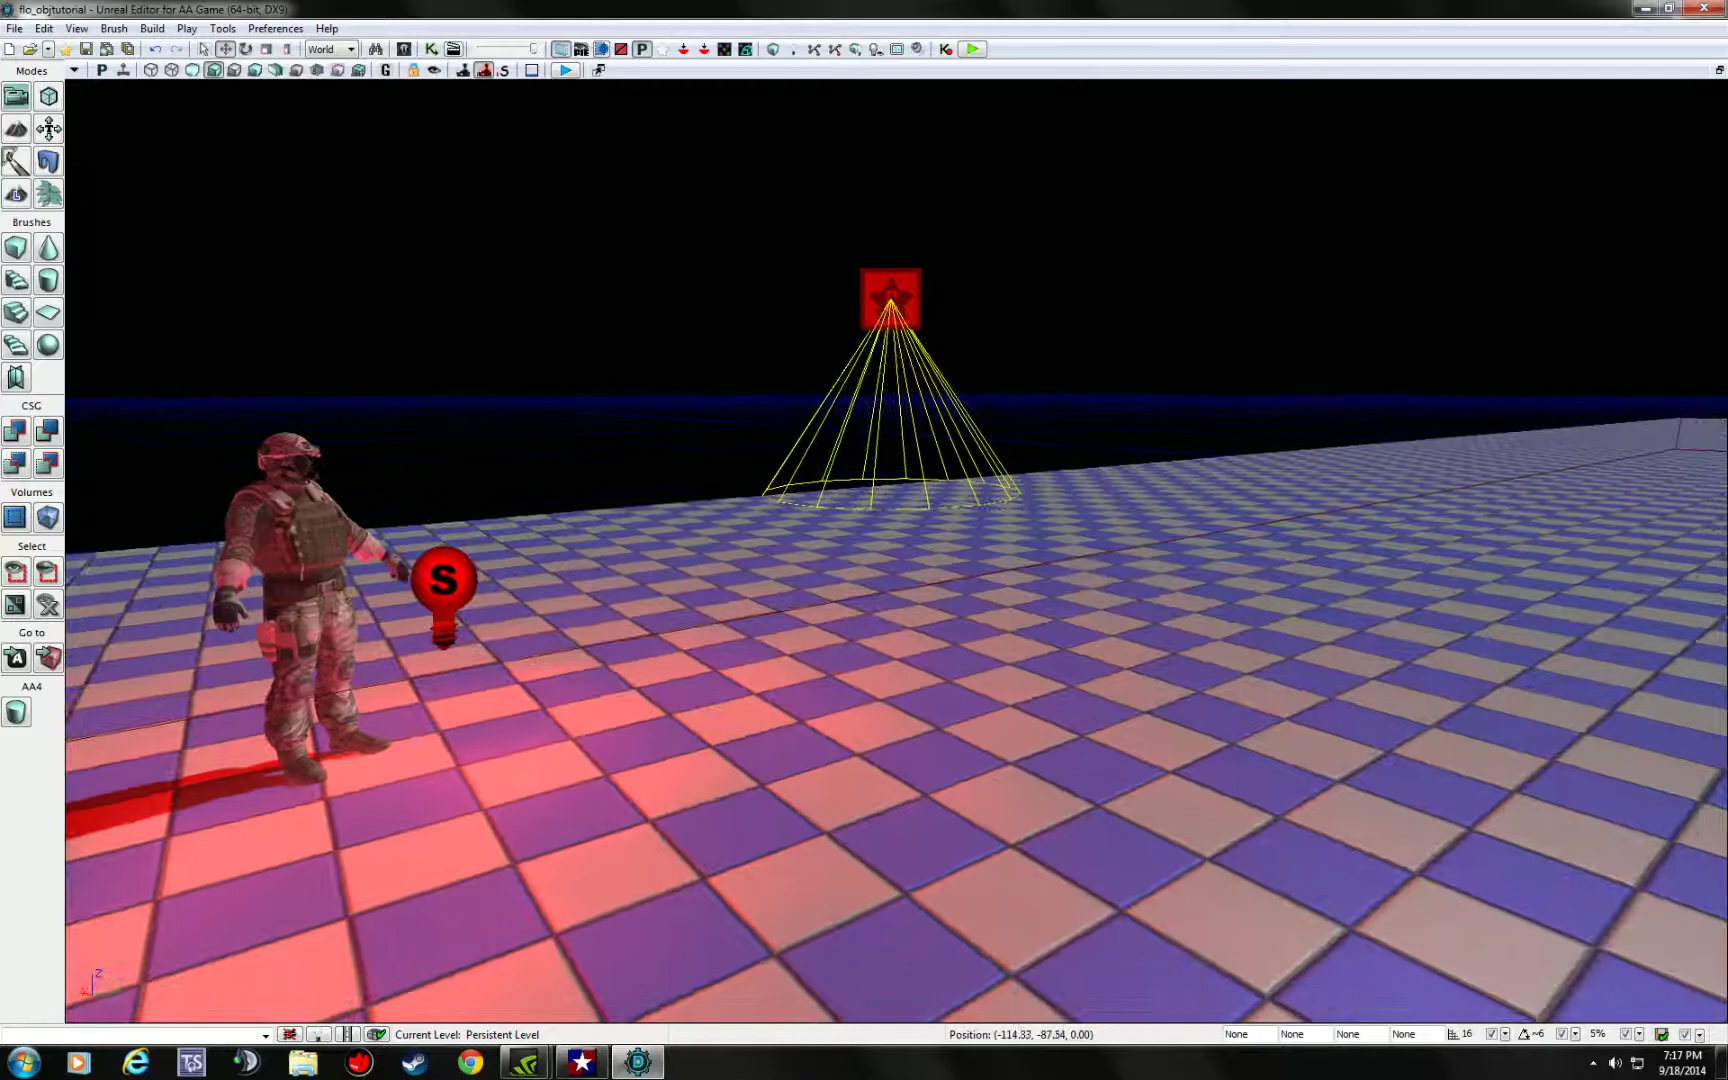 flo_objtutorial - Unreal Editor for AA Game (64-bit, DX9)
File Edit View Brush Build Play Tools Preferences Help
World
Modes
P
G
S
Brushes
CSG
Volumes
Select
Go to
AA4
S
Z
Current Level: Persistent Level
Position: (-114.33, -87.54, 0.00)
None None None None 16 ~6 5%
TS
7:17 PM
9/18/2014